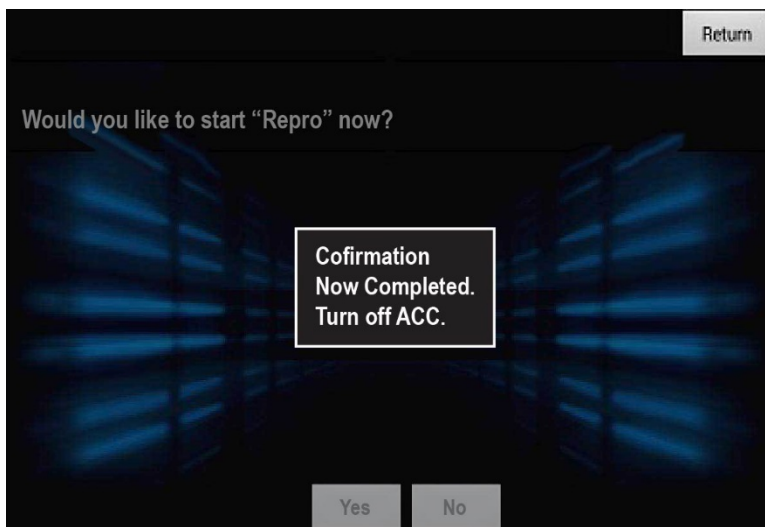 Return
Would you like to start “Repro” now?
Cofirmation
Now Completed.
Turn off ACC.
Yes No